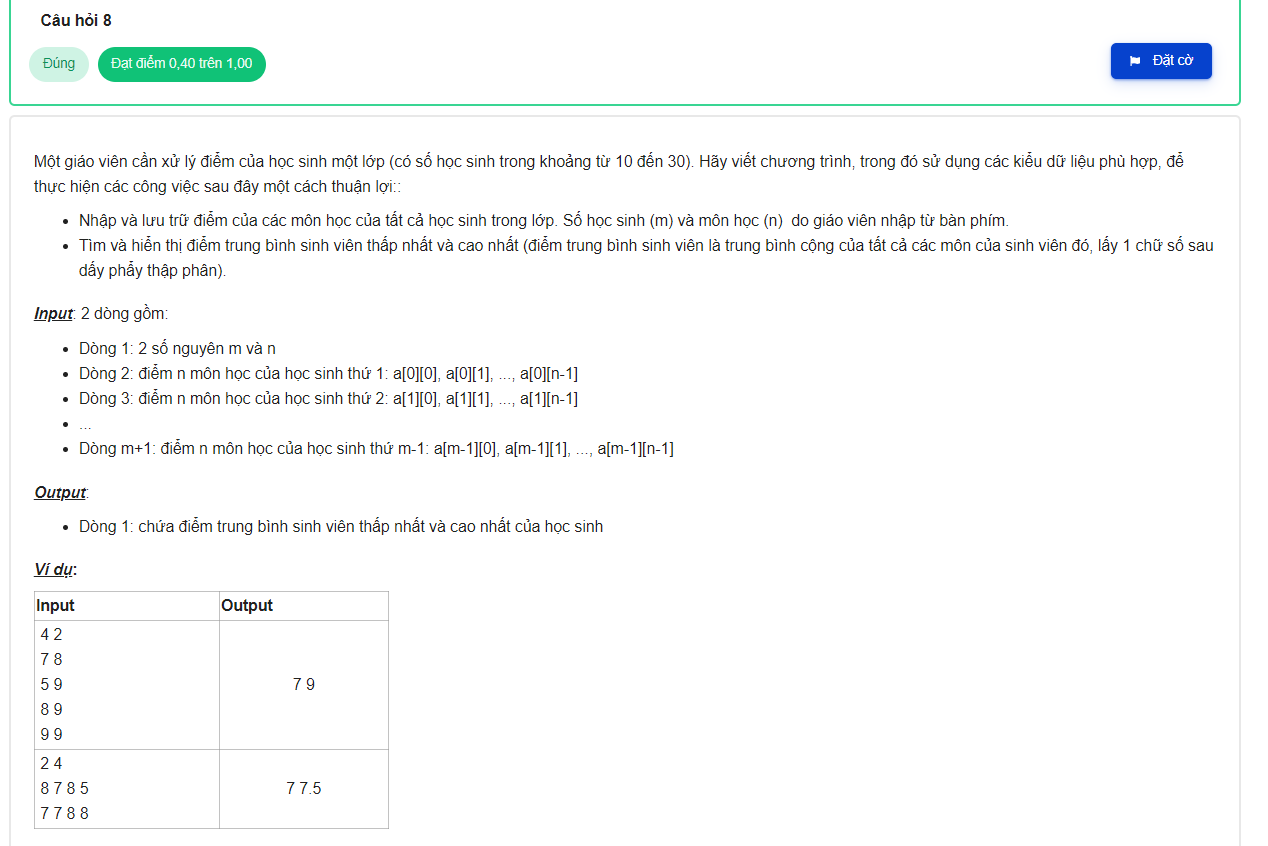 Câu hỏi 8
Đúng
Đạt điểm 0,40 trên 1,00
Đặt cờ
Một giáo viên cần xử lý điểm của học sinh một lớp (có số học sinh trong khoảng từ 10 đến 30). Hãy viết chương trình, trong đó sử dụng các kiểu dữ liệu phù hợp, để
thực hiện các công việc sau đây một cách thuận lợi::
• Nhập và lưu trữ điểm của các môn học của tất cả học sinh trong lớp. Số học sinh (m) và môn học (n)  do giáo viên nhập từ bàn phím.
• Tìm và hiển thị điểm trung bình sinh viên thấp nhất và cao nhất (điểm trung bình sinh viên là trung bình cộng của tất cả các môn của sinh viên đó, lấy 1 chữ số sau
dấy phẩy thập phân).
Input: 2 dòng gồm:
• Dòng 1: 2 số nguyên m và n
• Dòng 2: điểm n môn học của học sinh thứ 1: a[0][0], a[0][1], ..., a[0][n-1]
• Dòng 3: điểm n môn học của học sinh thứ 2: a[1][0], a[1][1], ..., a[1][n-1]
• ...
• Dòng m+1: điểm n môn học của học sinh thứ m-1: a[m-1][0], a[m-1][1], ..., a[m-1][n-1]
Output:
• Dòng 1: chứa điểm trung bình sinh viên thấp nhất và cao nhất của học sinh
Ví dụ:
Input Output
4 2
7 8
5 9
8 9
9 9
7 9
2 4
8 7 8 5
7 7 8 8
7 7.5